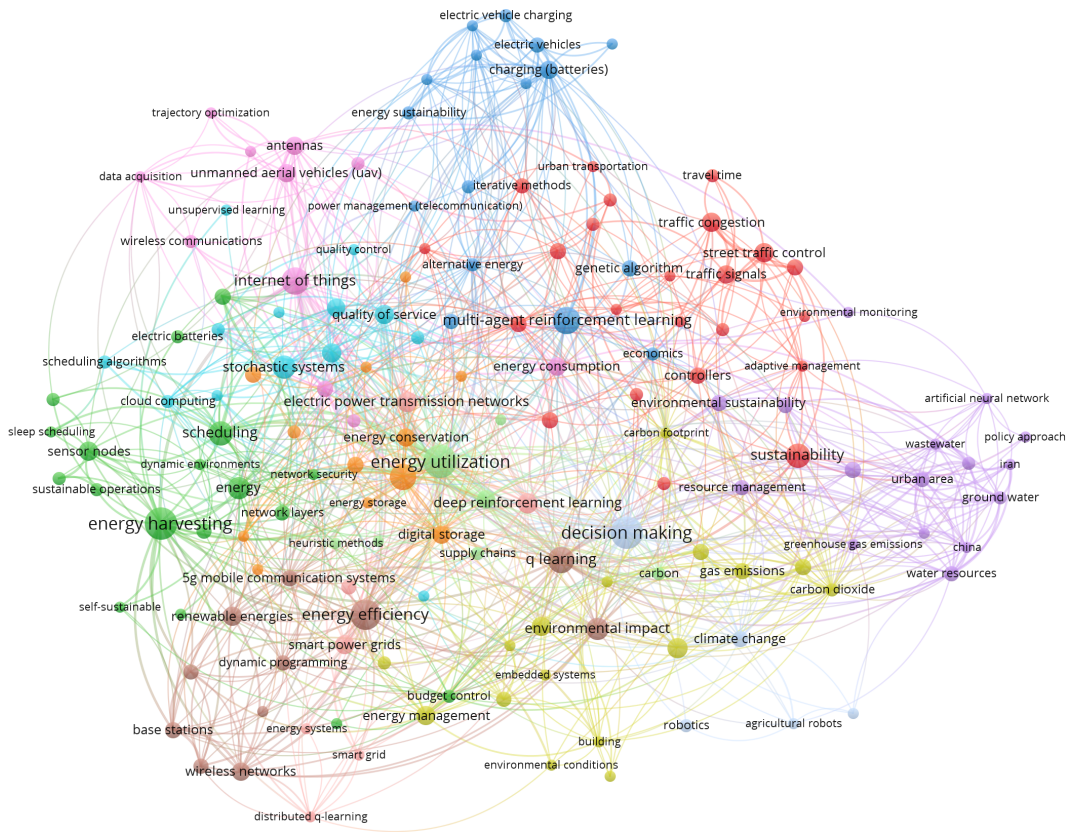 electric vehicle charging
electric vehicles
charging (batteries)
energy sustainability
trajectory optimization
antennas
urban transportation
unmanned aerial vehicles (uav)
data acquisition
travel time
iterative methods
unsupervised learning
power management (telecommunication)
traffic congestion
wireless communications
quality control
street traffic control
alternative energy
genetic algorithm
traffic signals
internet of things
quality of service
multi-agent reinforcement learning
environmental monitoring
electric batteries
economics
scheduling algorithms
stochastic systems
energy consumption
adaptive management
controllers
cloud computing
electric power transmission networks
environmental sustainability
artificial neural network
sleep scheduling
scheduling
energy conservation
carbon footprint
policy approach
wastewater
sensor nodes
sustainability
dynamic environments
energy utilization
iran
network security
urban area
sustainable operations
energy
resource management
ground water
energy storage
deep reinforcement learning
network layers
energy harvesting
digital storage
decision making
heuristic methods
supply chains
greenhouse gas emissions
china
q learning
5g mobile communication systems
carbon
gas emissions
water resources
carbon dioxide
self-sustainable
renewable energies
energy efficiency
environmental impact
smart power grids
climate change
dynamic programming
embedded systems
budget control
energy management
base stations
energy systems
robotics
agricultural robots
building
smart grid
wireless networks
environmental conditions
distributed q-learning